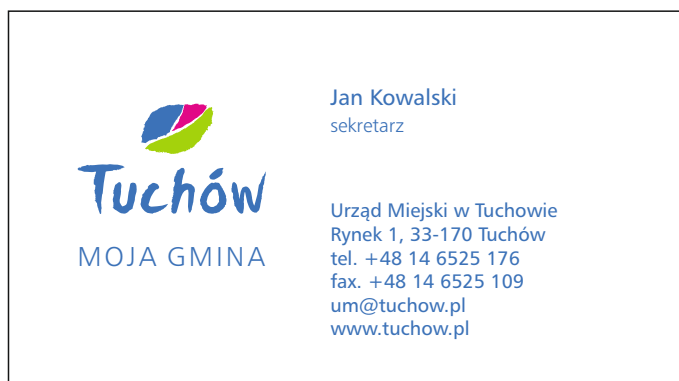 Tuchów
MOJA GMINA
Jan Kowalski
sekretarz
Urząd Miejski w Tuchowie
Rynek 1, 33-170 Tuchów
tel. +48 14 6525 176
fax. +48 14 6525 109
um@tuchow.pl
www.tuchow.pl